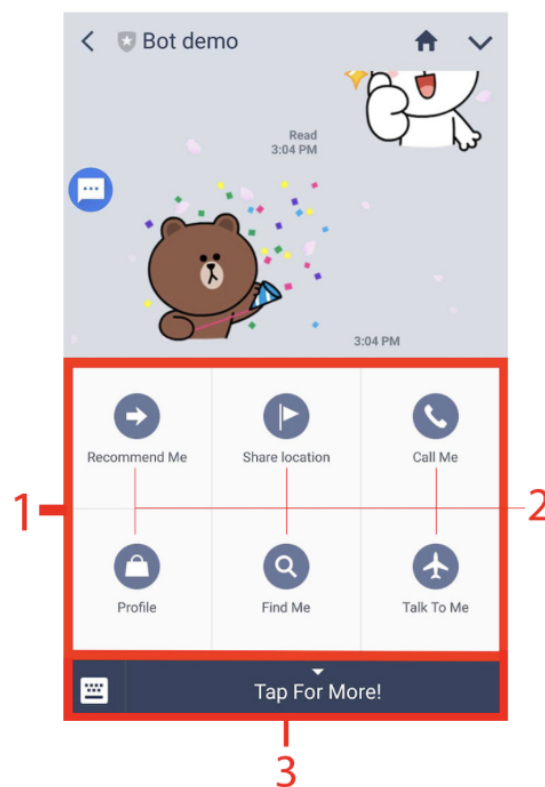 Bot demo
Read
3:04 PM
3:04 PM
Recommend Me
Share location
Call Me
1
2
Profile
Find Me
Talk To Me
Tap For More!
3